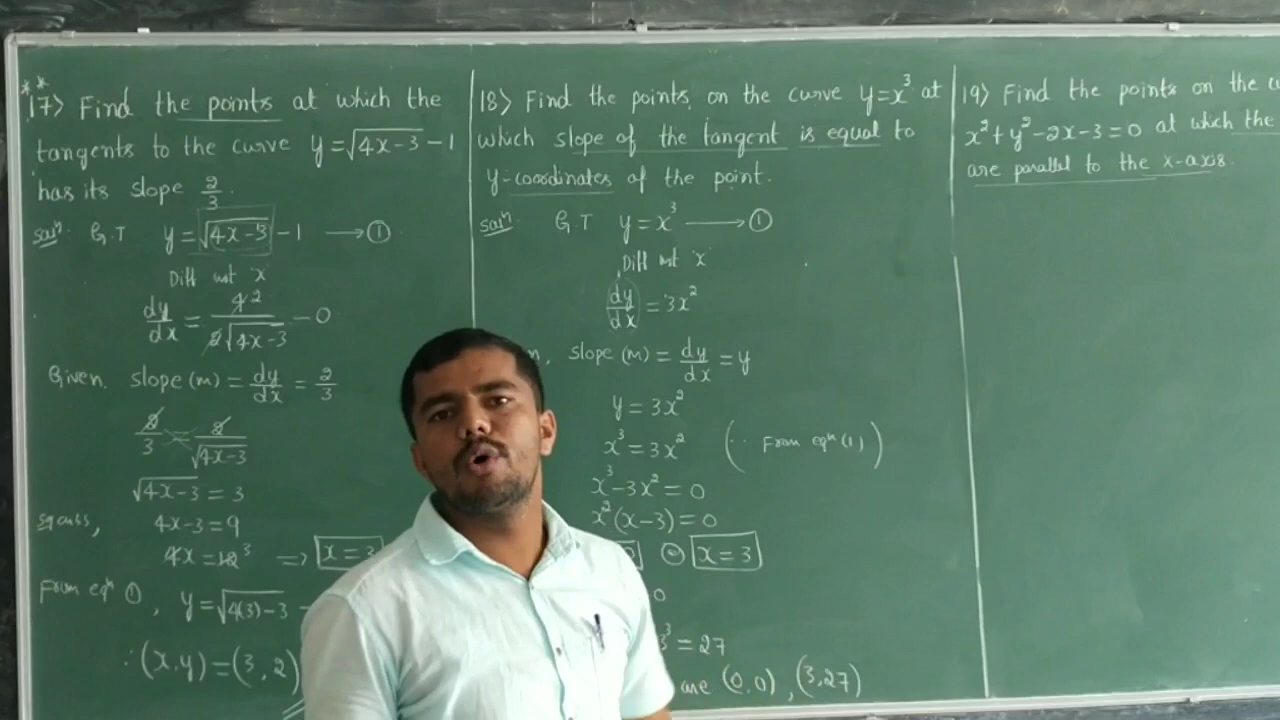 ** 17) Find the points at which the
tangents to the curve y=√(4x-3) -1
has its slope 2/3.
Solⁿ: G.T y=√(4x-3) -1 ⟶ ①
Diff wrt 'x'
dy/dx = 4 2/2√(4x-3) - 0
Given, slope (m) = dy/dx = 2/3
2/3 = 2/√(4x-3)
√(4x-3) = 3
4x-3=9
4x = 12 3 ⇒ x = 3
From eqⁿ ①, y=√(4(3)-3)
∴ (x,y) = (3,2)
18) Find the points, on the curve y=x³ at
which slope of the tangent is equal to
y-coordinates of the point.
Solⁿ: G.T y=x³ ⟶ ①
Diff wrt 'x'
dy/dx = 3x²
slope (m) = dy/dx = y
y = 3x²
x³ = 3x² (∵ From eqⁿ (1))
x³-3x² = 0
x²(x-3) = 0
x = 3
0
3³ = 27
are (0,0), (3,27)
19) Find the points on the
x²+y²-2x-3=0 at which the
are parallel to the x-axis.